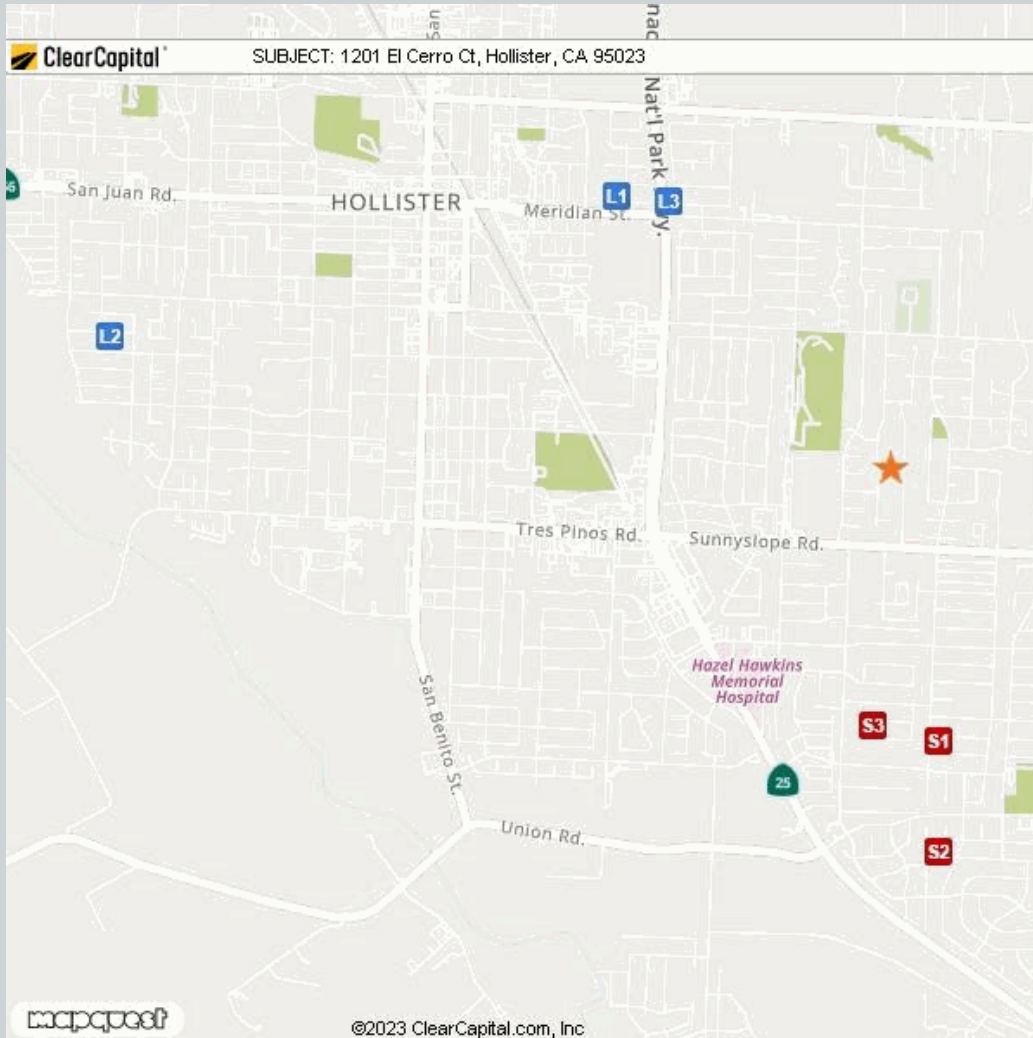 San
nac
ClearCapital
SUBJECT: 1201 El Cerro Ct, Hollister, CA 95023
Nat'l Park
y.
San Juan Rd.
HOLLISTER
Meridian St.
L1
L3
L2
Tres Pinos Rd.
Sunnyslope Rd.
Hazel Hawkins
Memorial
Hospital
San Benito St.
S3
S1
25
Union Rd.
S2
mapquest
©2023 ClearCapital.com, Inc